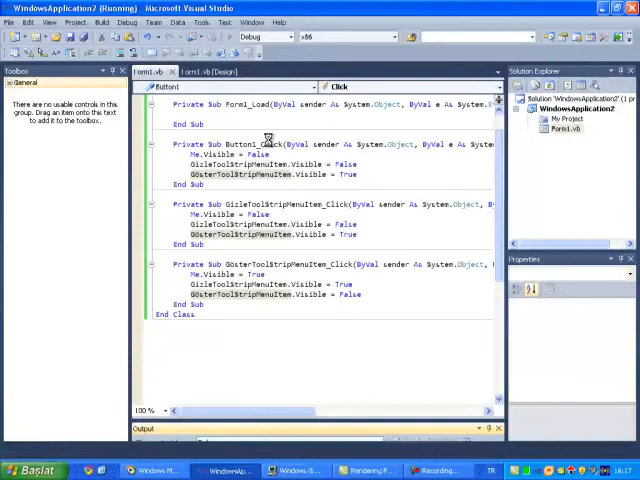 WindowsApplication2 (Running) - Microsoft Visual Studio
File Edit View Project Build Debug Team Data Tools Test Window Help
Debug x86
Toolbox
General
There are no usable controls in this
group. Drag an item onto this text
to add it to the toolbox.
Form1.vb Form1.vb [Design]
Button1 Click
Private Sub Form1_Load(ByVal sender As System.Object, ByVal e As System.E
End Sub
Private Sub Button1_Click(ByVal sender As System.Object, ByVal e As Syste
Me.Visible = False
GizleToolStripMenuItem.Visible = False
GösterToolStripMenuItem.Visible = True
End Sub
Private Sub GizleToolStripMenuItem_Click(ByVal sender As System.Object, B
Me.Visible = False
GizleToolStripMenuItem.Visible = False
GösterToolStripMenuItem.Visible = True
End Sub
Private Sub GösterToolStripMenuItem_Click(ByVal sender As System.Object,
Me.Visible = True
GizleToolStripMenuItem.Visible = True
GösterToolStripMenuItem.Visible = False
End Sub
End Class
100 %
Output
Solution Explorer
Solution 'WindowsApplication2' (1 pro
WindowsApplication2
My Project
Form1.vb
Properties
Başlat
Windows M...
WindowsAp...
Windows G...
Rendering R...
Recording...
TR
16:17